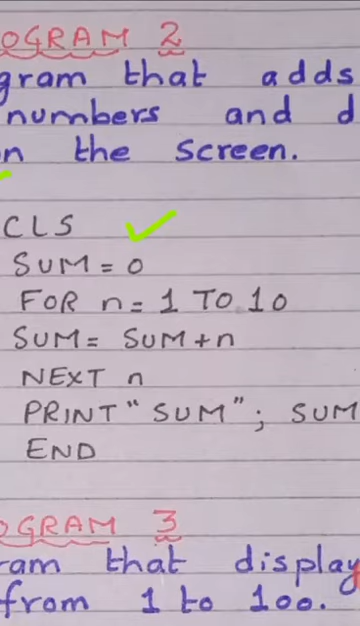 OGRAM 2
gram that adds
numbers and d
n the screen.
CLS
SUM = 0
FOR n = 1 TO 10
SUM = SUM + n
NEXT n
PRINT "SUM"; SUM
END
OGRAM 3
ram that display
from 1 to 100.